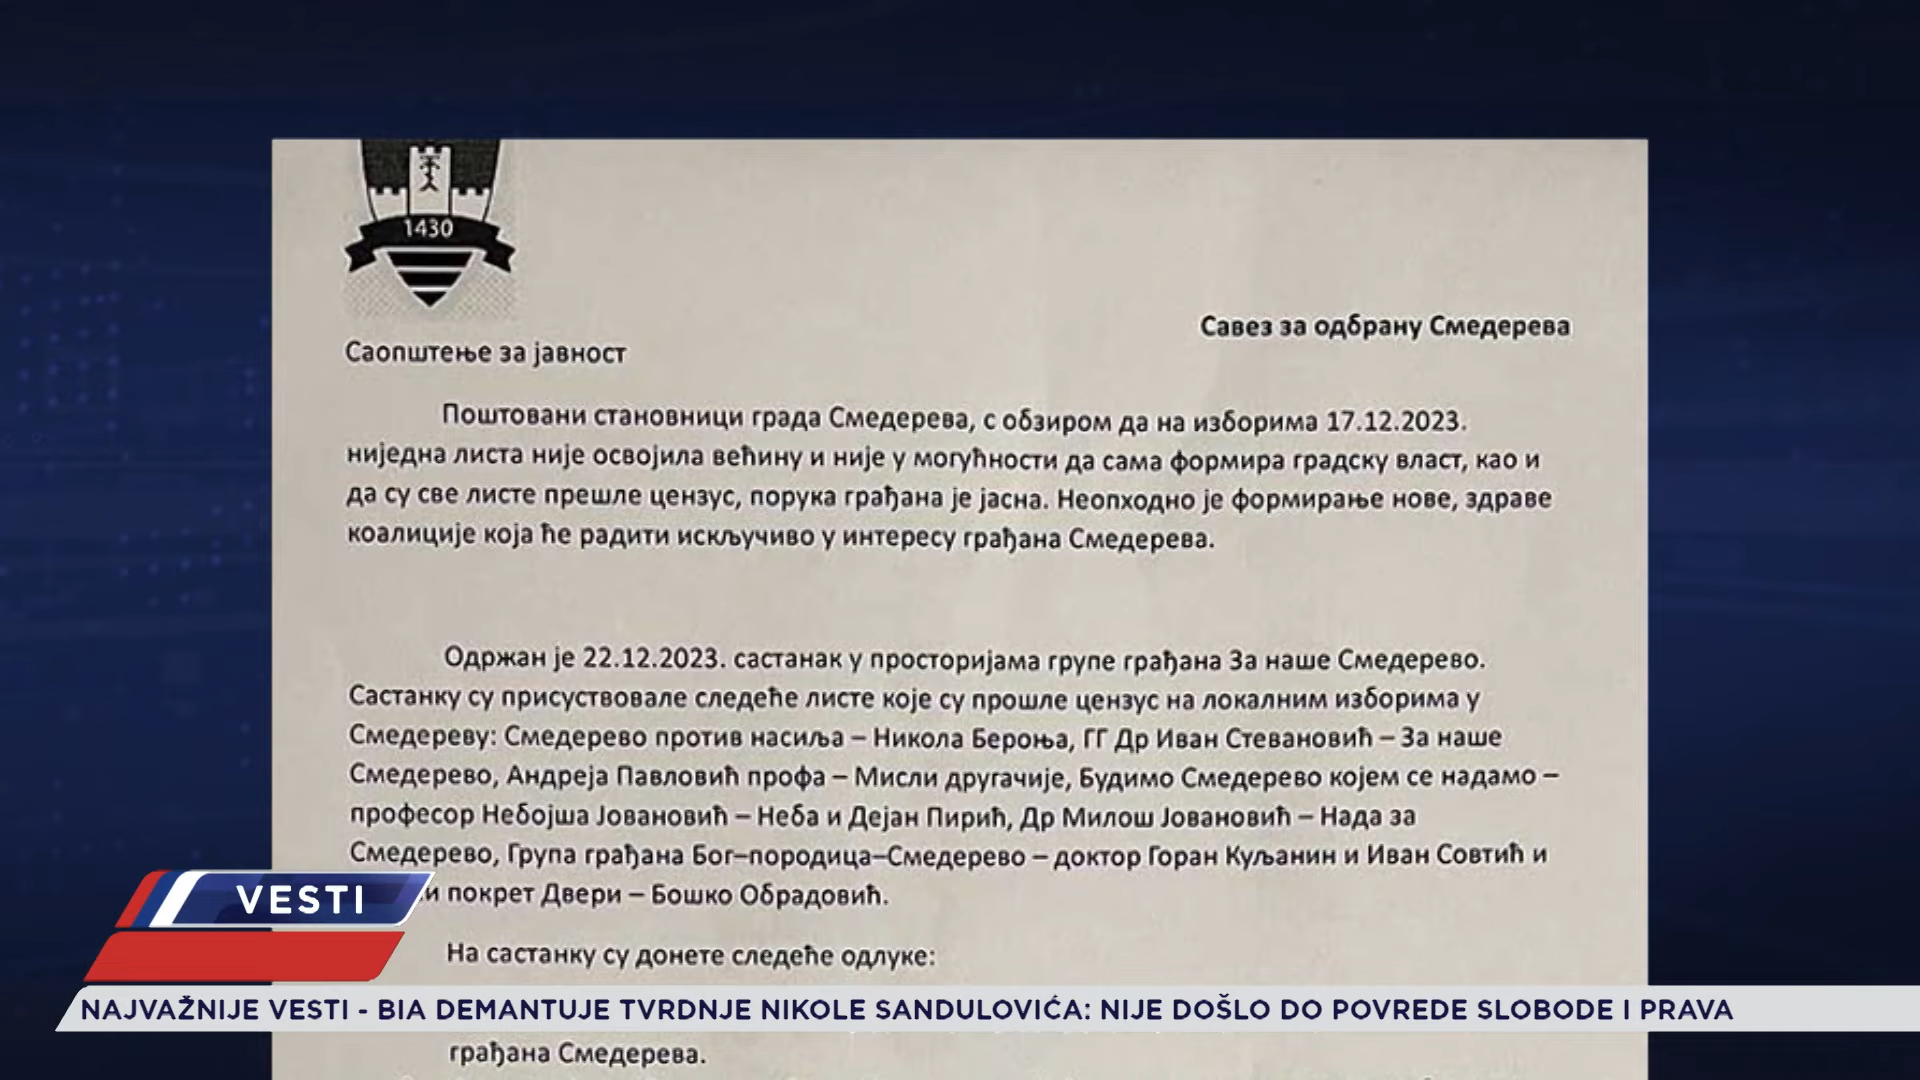 1430
Савез за одбрану Смедерева
Саопштење за јавност
Поштовани становници града Смедерева, с обзиром да на изборима 17.12.2023.
ниједна листа није освојила већину и није у могућности да сама формира градску власт, као и
да су све листе прешле цензус, порука грађана је јасна. Неопходно је формирање нове, здраве
коалиције која ће радити искључиво у интересу грађана Смедерева.
Одржан је 22.12.2023. састанак у просторијама групе грађана За наше Смедерево.
Састанку су присуствовале следеће листе које су прошле цензус на локалним изборима у
Смедереву: Смедерево против насиља – Никола Бероња, ГГ Др Иван Стевановић – За наше
Смедерево, Андреја Павловић профа – Мисли другачије, Будимо Смедерево којем се надамо –
професор Небојша Јовановић – Неба и Дејан Пирић, Др Милош Јовановић – Нада за
Смедерево, Група грађана Бог–породица–Смедерево – доктор Горан Куљанин и Иван Совтић и
покрет Двери – Бошко Обрадовић.
VESTI
На састанку су донете следеће одлуке:
NAJVAŽNIJE VESTI - BIA DEMANTUJE TVRDNJE NIKOLE SANDULOVIĆA: NIJE DOŠLO DO POVREDE SLOBODE I PRAVA
грађана Смедерева.